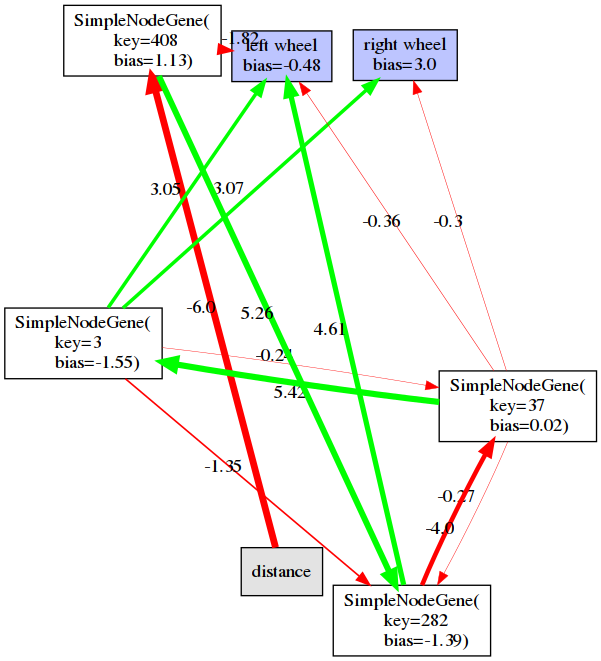 SimpleNodeGene(
key=408
bias=1.13)
-1.82
left wheel
bias=-0.48
right wheel
bias=3.0
3.05
3.07
-0.36
-0.3
-6.0
5.26
4.61
SimpleNodeGene(
key=3
bias=-1.55)
-0.24
5.42
SimpleNodeGene(
key=37
bias=0.02)
-1.35
-0.27
-4.0
distance
SimpleNodeGene(
key=282
bias=-1.39)